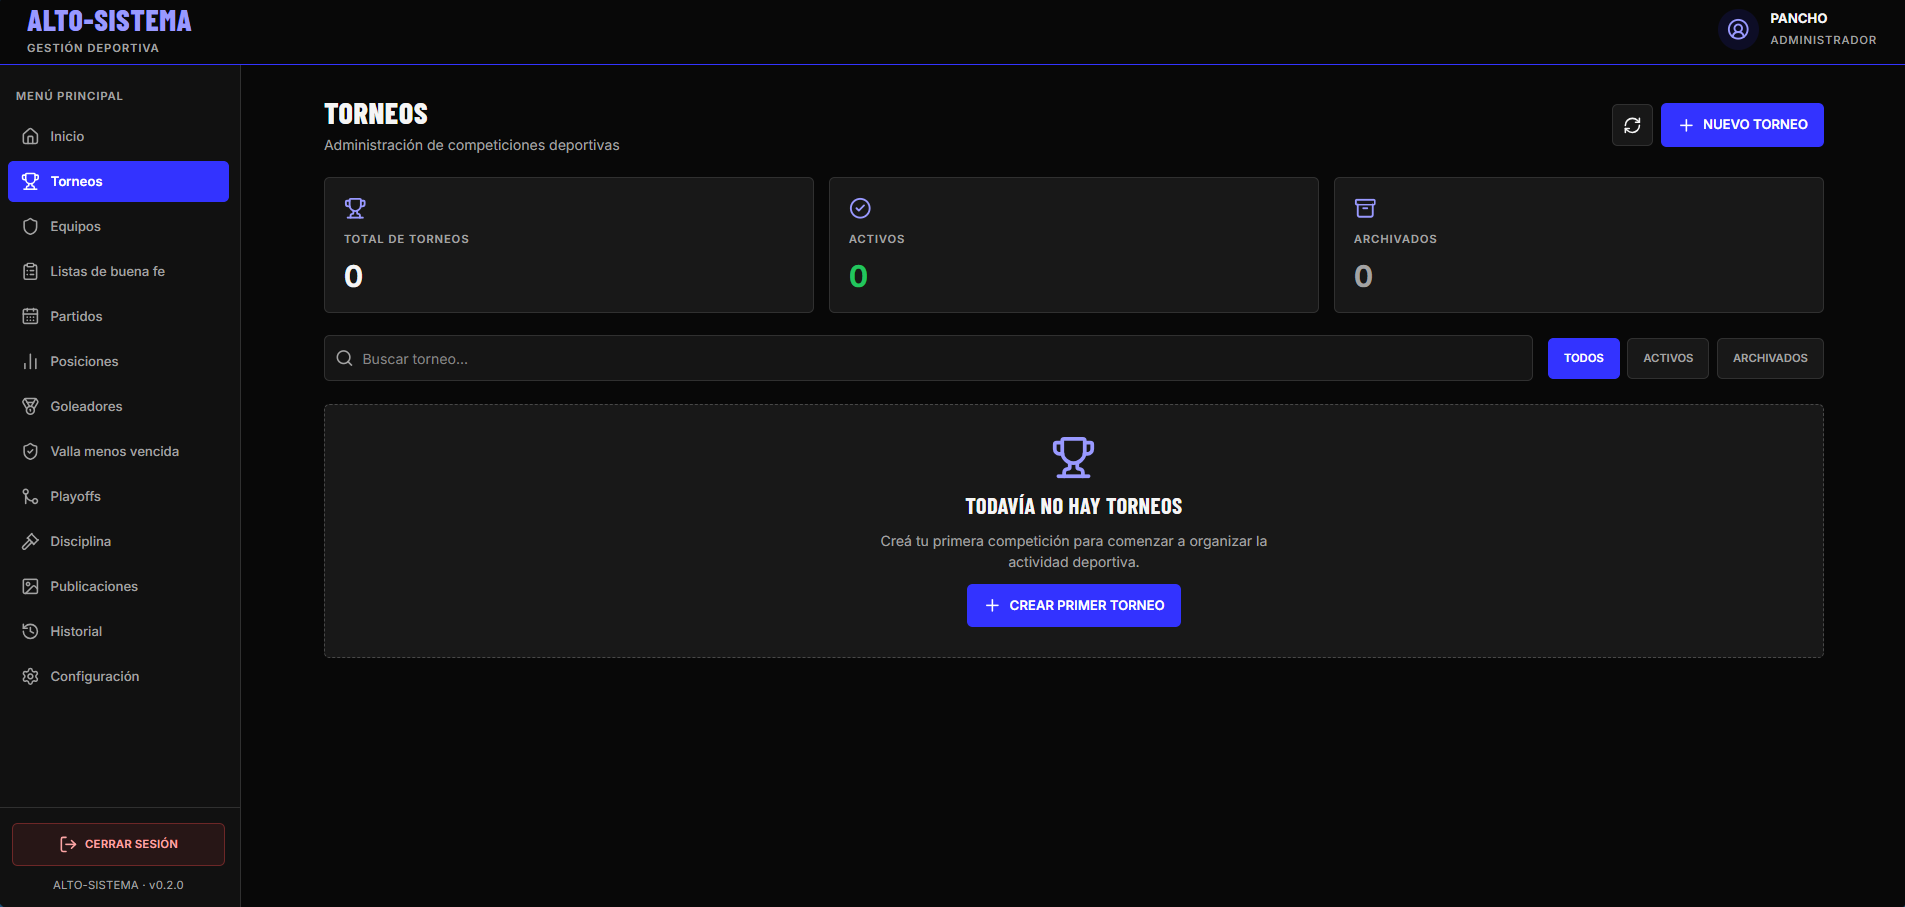 ALTO-SISTEMA
GESTIÓN DEPORTIVA
PANCHO
ADMINISTRADOR
MENÚ PRINCIPAL
Inicio
Torneos
Equipos
Listas de buena fe
Partidos
Posiciones
Goleadores
Valla menos vencida
Playoffs
Disciplina
Publicaciones
Historial
Configuración
CERRAR SESIÓN
ALTO-SISTEMA · v0.2.0
TORNEOS
Administración de competiciones deportivas
NUEVO TORNEO
TOTAL DE TORNEOS
0
ACTIVOS
0
ARCHIVADOS
0
Buscar torneo...
TODOS
ACTIVOS
ARCHIVADOS
TODAVÍA NO HAY TORNEOS
Creá tu primera competición para comenzar a organizar la
actividad deportiva.
CREAR PRIMER TORNEO